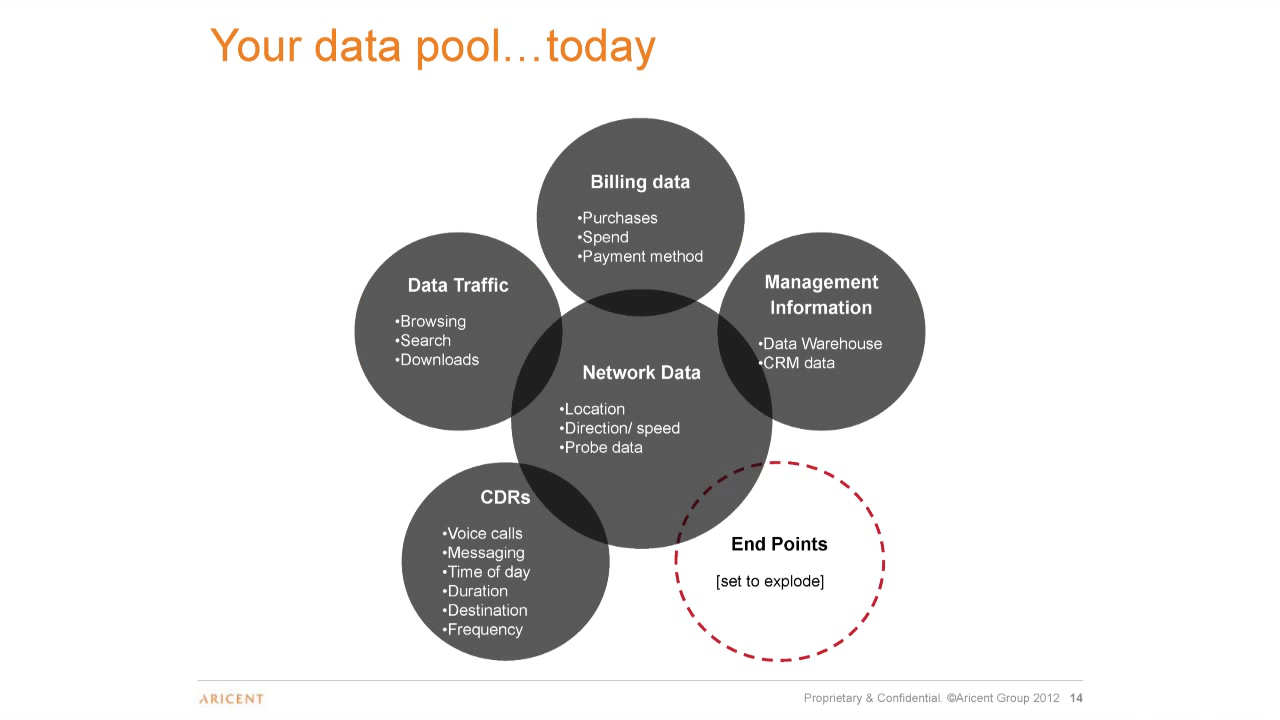 Your data pool…today
Billing data
•Purchases
•Spend
•Payment method
Data Traffic
•Browsing
•Search
•Downloads
Management
Information
•Data Warehouse
•CRM data
Network Data
•Location
•Direction/ speed
•Probe data
CDRs
•Voice calls
•Messaging
•Time of day
•Duration
•Destination
•Frequency
End Points
[set to explode]
ARICENT
Proprietary & Confidential. ©Aricent Group 2012 14